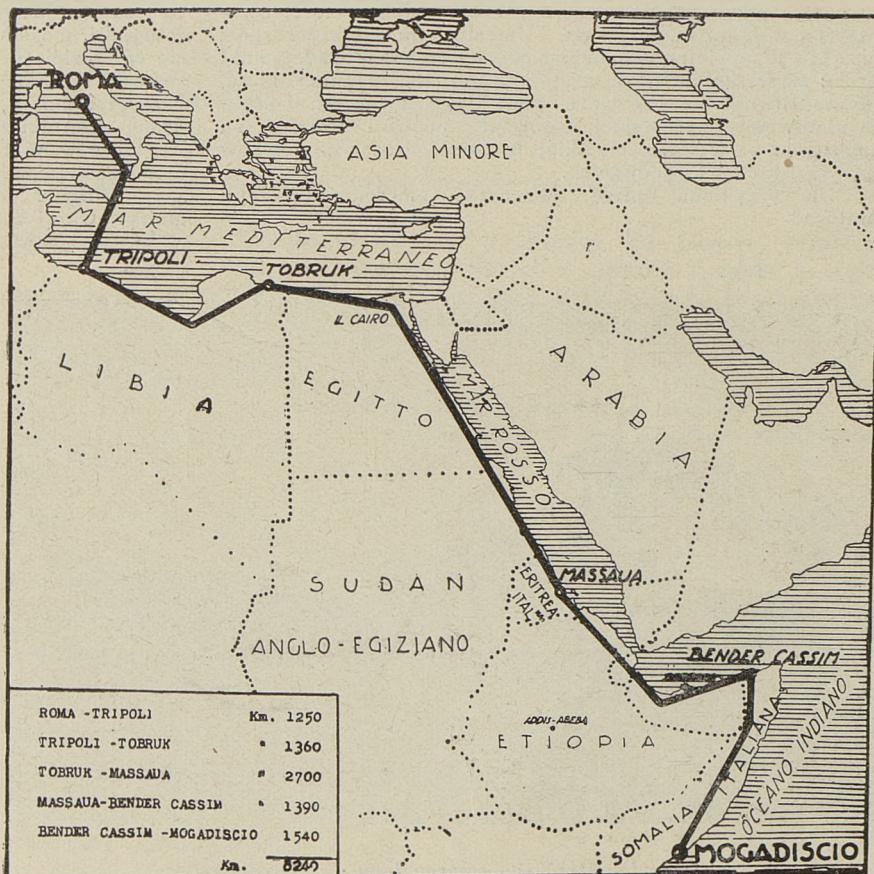 ROMA
ASIA MINORE
MAR MEDITERRANEO
TRIPOLI
TOBRUK
IL CAIRO
LIBIA
EGITTO
ARABIA
MAR ROSSO
SUDAN
ANGLO-EGIZIANO
MASSAUA
ERITREA
ITAL.
BENDER CASSIM
ADDIS-ABEBA
ETIOPIA
SOMALIA ITALIANA
OCEANO INDIANO
MOGADISCIO
ROMA -TRIPOLI Km. 1250
TRIPOLI -TOBRUK " 1360
TOBRUK -MASSAUA " 2700
MASSAUA-BENDER CASSIM " 1390
BENDER CASSIM -MOGADISCIO 1540
Km. 8240